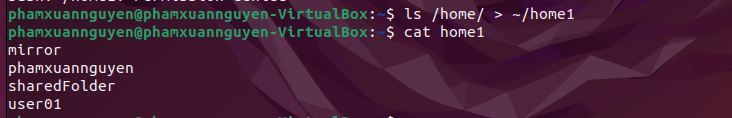 phamxuannguyen@phamxuannguyen-VirtualBox:~$ ls /home/ > ~/home1
phamxuannguyen@phamxuannguyen-VirtualBox:~$ cat home1
mirror
phamxuannguyen
sharedFolder
user01